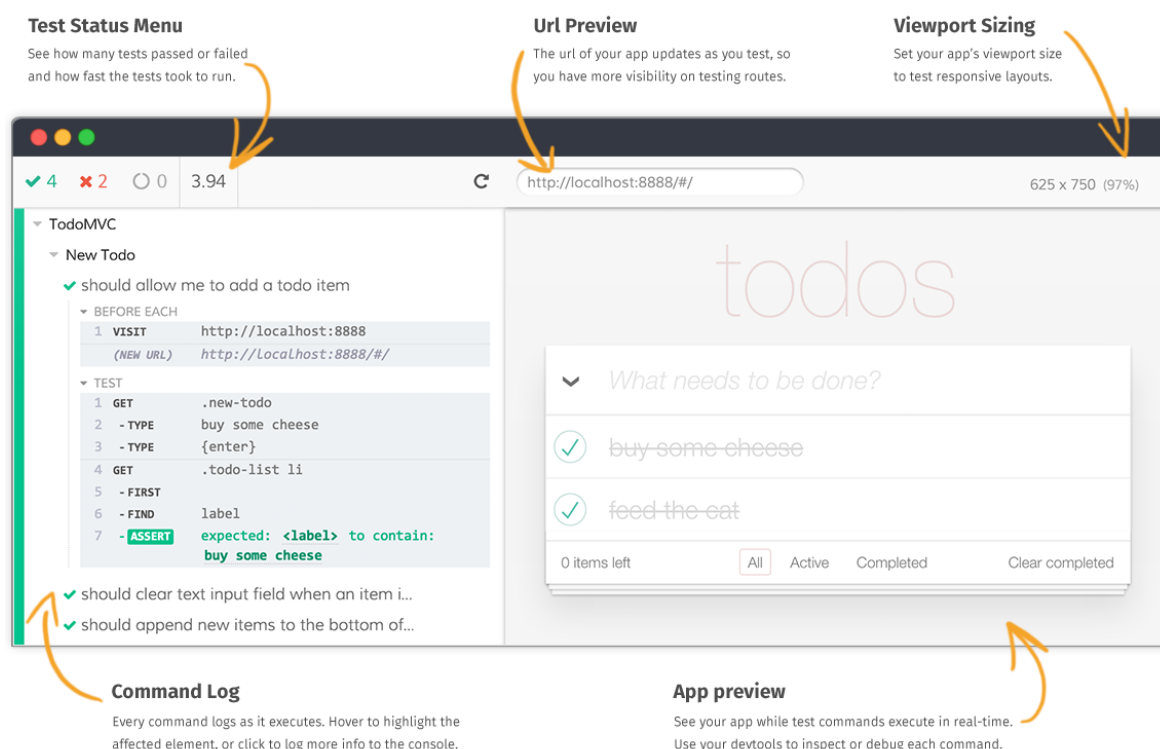 Test Status Menu
See how many tests passed or failed
and how fast the tests took to run.
Url Preview
The url of your app updates as you test, so
you have more visibility on testing routes.
Viewport Sizing
Set your app’s viewport size
to test responsive layouts.
4 2 0 3.94
http://localhost:8888/#/
625 x 750 (97%)
TodoMVC
New Todo
should allow me to add a todo item
BEFORE EACH
1 VISIT http://localhost:8888
(NEW URL) http://localhost:8888/#/
TEST
1 GET .new-todo
2 -TYPE buy some cheese
3 -TYPE {enter}
4 GET .todo-list li
5 -FIRST
6 -FIND label
7 -ASSERT expected: <label> to contain:
buy some cheese
should clear text input field when an item i...
should append new items to the bottom of...
todos
What needs to be done?
buy some cheese
feed the cat
0 items left All Active Completed Clear completed
Command Log
Every command logs as it executes. Hover to highlight the
affected element, or click to log more info to the console.
App preview
See your app while test commands execute in real-time.
Use your devtools to inspect or debug each command.